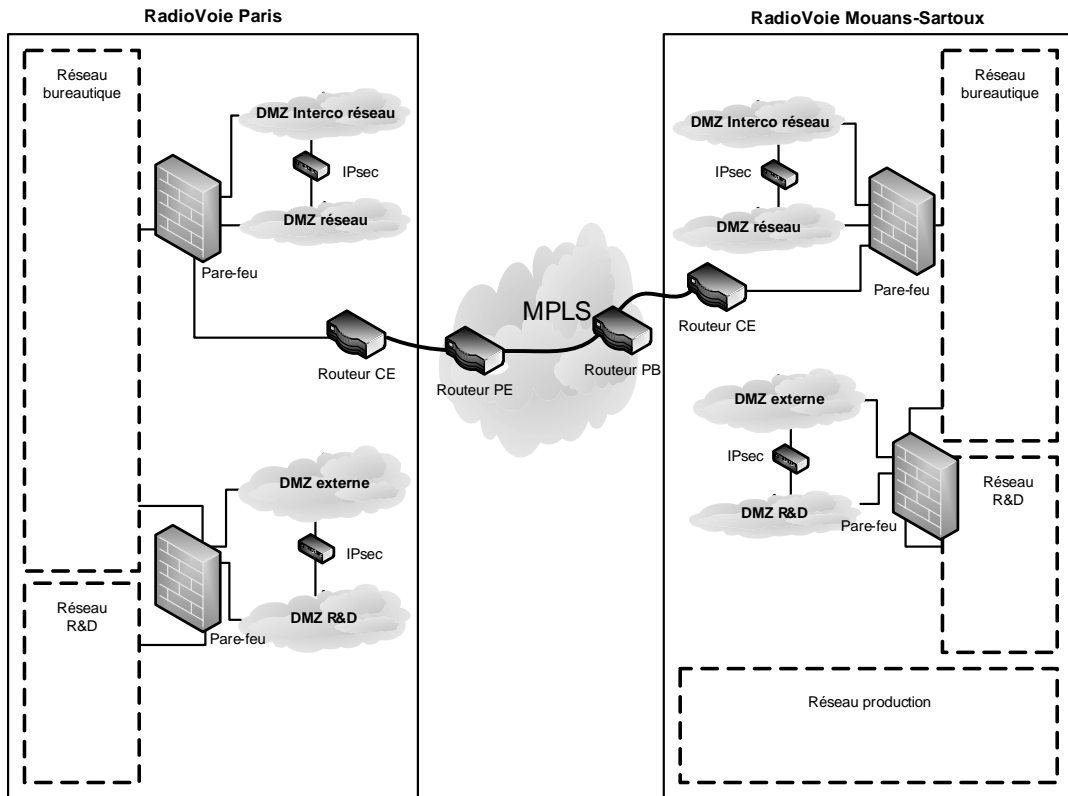 RadioVoie Paris
Réseau
bureautique
DMZ Interco réseau
IPsec
DMZ réseau
Pare-feu
Routeur CE
DMZ externe
IPsec
DMZ R&D
Pare-feu
Réseau
R&D
MPLS
Routeur PE
Routeur PB
RadioVoie Mouans-Sartoux
Réseau
bureautique
DMZ Interco réseau
IPsec
DMZ réseau
Pare-feu
Routeur CE
DMZ externe
IPsec
DMZ R&D
Pare-feu
Réseau
R&D
Réseau production